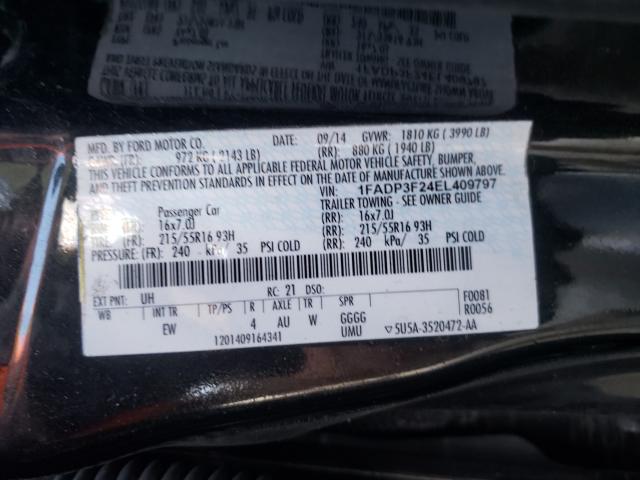 MFD. BY FORD MOTOR CO. DATE: 09/14 GVWR: 1810 KG ( 3990 LB)
(FR): 972 KG ( 2143 LB) (RR): 880 KG ( 1940 LB)
THIS VEHICLE CONFORMS TO ALL APPLICABLE FEDERAL MOTOR VEHICLE SAFETY, BUMPER,
AND THEFT PREVENTION STANDARDS IN EFFECT ON THE DATE OF MANUFACTURE SHOWN ABOVE.
VIN: 1FADP3F24EL409797
TRAILER TOWING - SEE OWNER GUIDE
Passenger Car
16x7.0J (RR): 16x7.0J
(FR): 215/55R16 93H (RR): 215/55R16 93H
PRESSURE: (FR): 240 kPa/ 35 PSI COLD (RR): 240 kPa/ 35 PSI COLD
EXT PNT: UH RC: 21 DSO: F0081
WB INT TR TP/PS R AXLE TR SPR R0056
EW 4 AU W GGGG
1201409164341 UMU ▽5U5A-3520472-AA